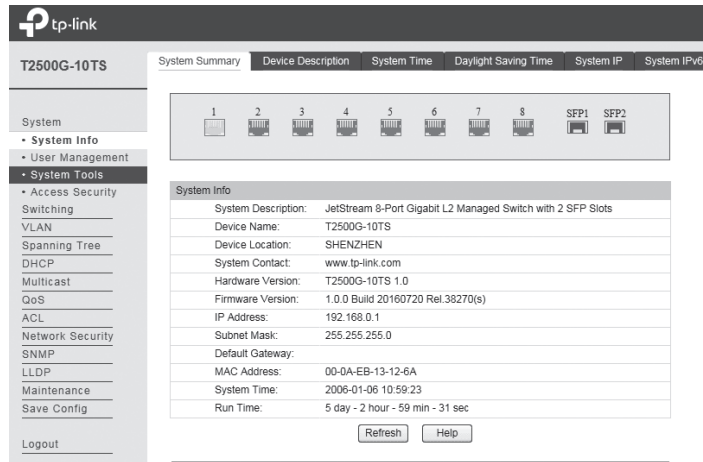 tp-link
T2500G-10TS
System Summary Device Description System Time Daylight Saving Time System IP System IPv6
1 2 3 4 5 6 7 8 SFP1 SFP2
System
• System Info
• User Management
• System Tools
• Access Security
Switching
VLAN
Spanning Tree
DHCP
Multicast
QoS
ACL
Network Security
SNMP
LLDP
Maintenance
Save Config
Logout
System Info
System Description: JetStream 8-Port Gigabit L2 Managed Switch with 2 SFP Slots
Device Name: T2500G-10TS
Device Location: SHENZHEN
System Contact: www.tp-link.com
Hardware Version: T2500G-10TS 1.0
Firmware Version: 1.0.0 Build 20160720 Rel.38270(s)
IP Address: 192.168.0.1
Subnet Mask: 255.255.255.0
Default Gateway:
MAC Address: 00-0A-EB-13-12-6A
System Time: 2006-01-06 10:59:23
Run Time: 5 day - 2 hour - 59 min - 31 sec
Refresh Help